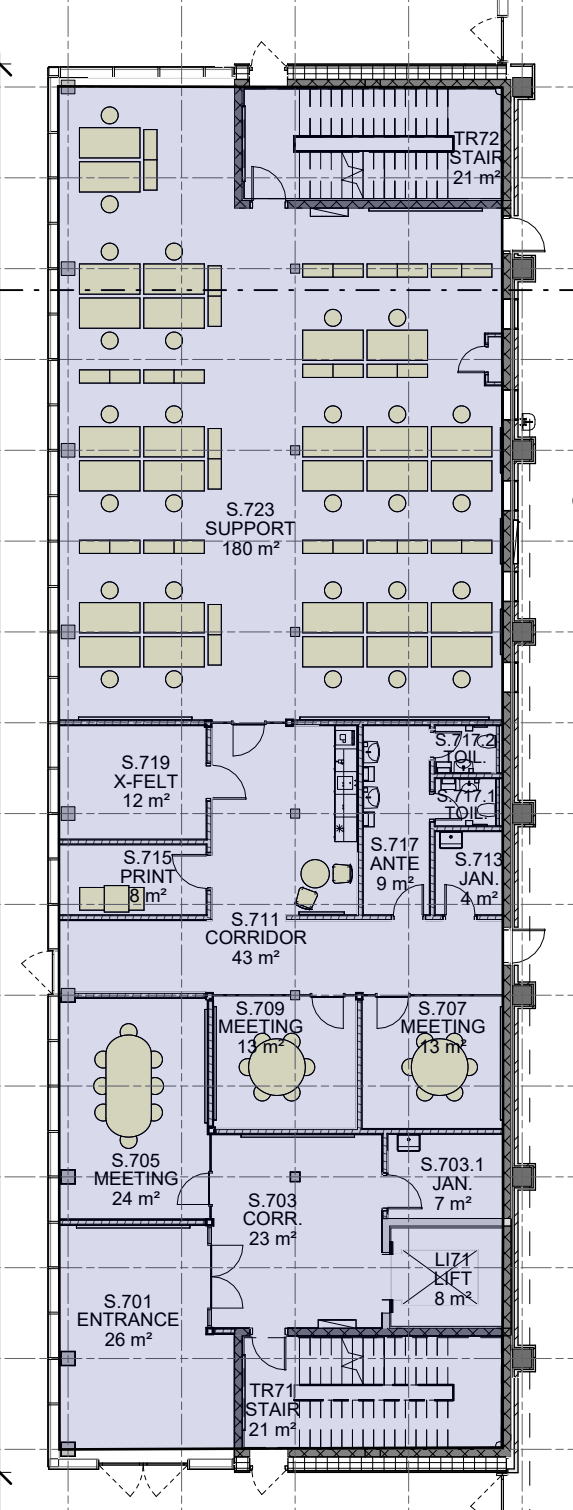 TR72
STAIR
21 m²
S.723
SUPPORT
180 m²
S.719
X-FELT
12 m²
S.717.2
TOIL.
S.717.1
TOIL.
S.715
PRINT
8 m²
S.717
ANTE
9 m²
S.713
JAN.
4 m²
S.711
CORRIDOR
43 m²
S.709
MEETING
13 m²
S.707
MEETING
13 m²
S.705
MEETING
24 m²
S.703.1
JAN.
7 m²
S.703
CORR.
23 m²
LI71
LIFT
8 m²
S.701
ENTRANCE
26 m²
TR71
STAIR
21 m²